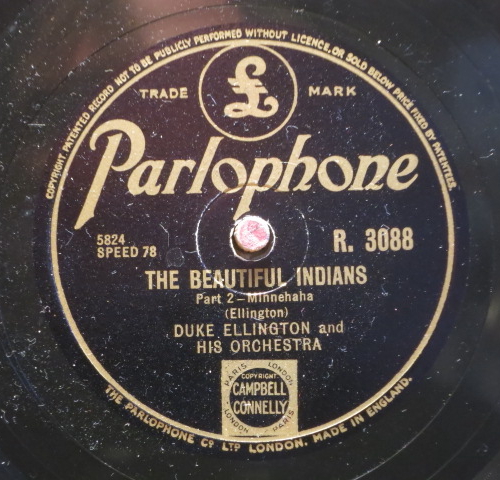 COPYRIGHT. PATENTED RECORD NOT TO BE PUBLICLY PERFORMED WITHOUT LICENCE, OR SOLD BELOW PRICE FIXED BY PATENTEES.
£
TRADE MARK
Parlophone
5824
SPEED 78
R. 3088
THE BEAUTIFUL INDIANS
Part 2 - Minnehaha
(Ellington)
DUKE ELLINGTON and
HIS ORCHESTRA
PARIS LONDON
COPYRIGHT
CAMPBELL
CONNELLY
LONDON PARIS
THE PARLOPHONE CO LTD LONDON. MADE IN ENGLAND.